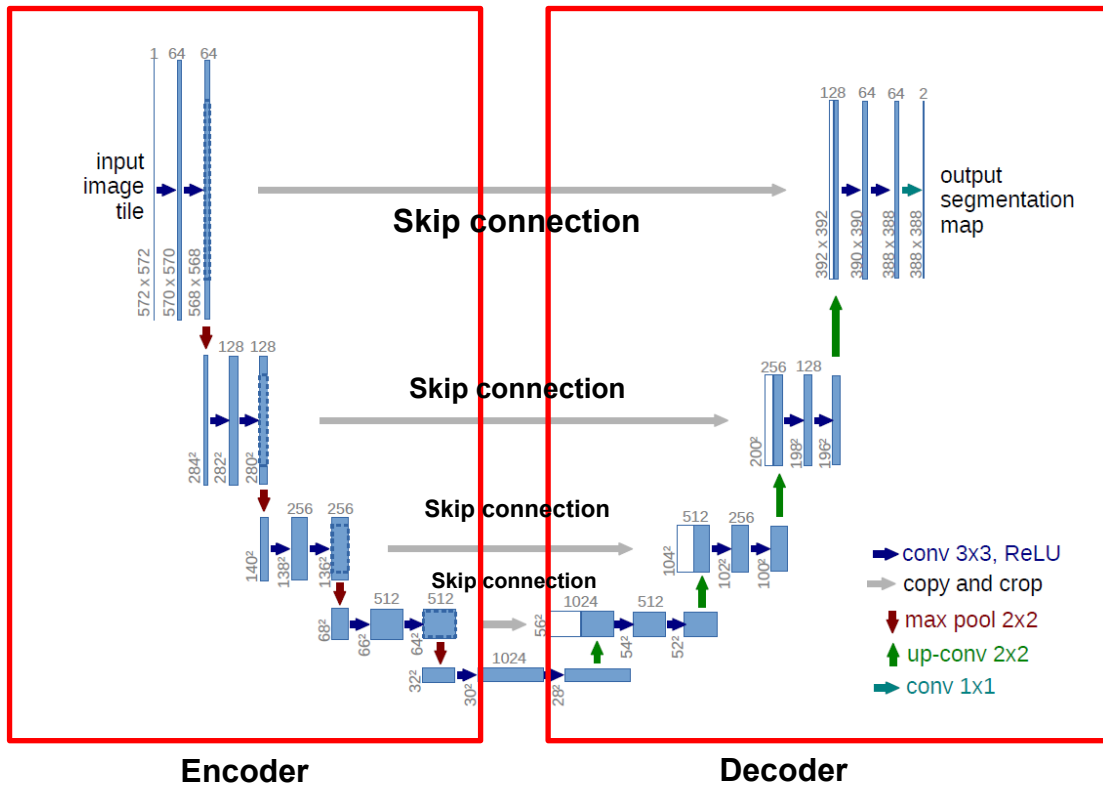 1 64 64
input
image
tile
572 x 572
570 x 570
568 x 568
Skip connection
128 64 64 2
output
segmentation
map
392 x 392
390 x 390
388 x 388
388 x 388
128 128
284²
282²
280²
Skip connection
256 128
200²
198²
196²
256 256
140²
138²
136²
Skip connection
512 256
104²
102²
100²
512 512
68²
66²
64²
Skip connection
1024 512
56²
54²
52²
1024
32²
30²
28²
conv 3x3, ReLU
copy and crop
max pool 2x2
up-conv 2x2
conv 1x1
Encoder
Decoder